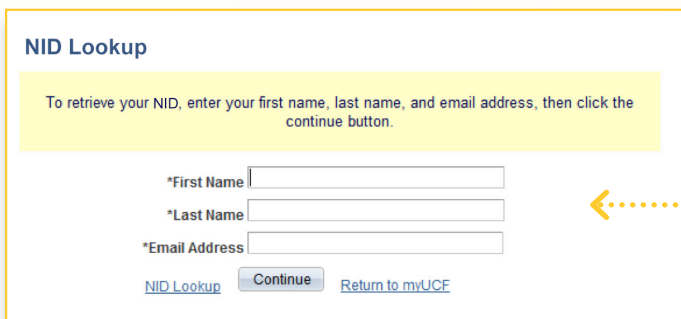 NID Lookup
To retrieve your NID, enter your first name, last name, and email address, then click the
continue button.
*First Name
*Last Name
*Email Address
NID Lookup Continue Return to myUCF